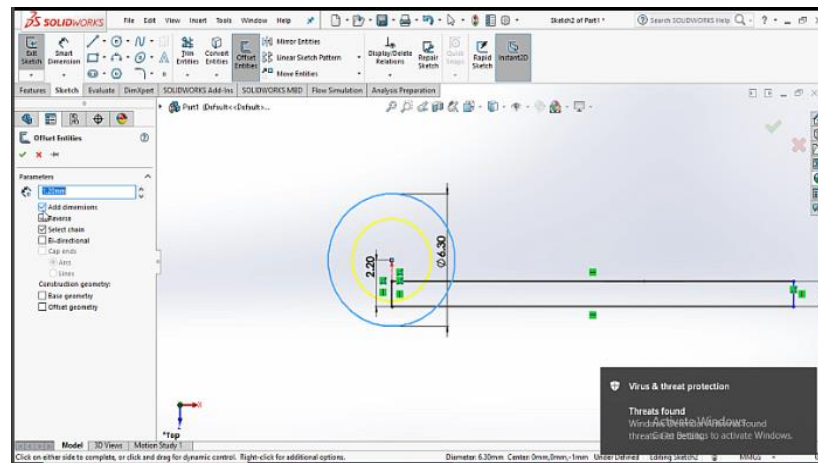 SOLIDWORKS File Edit View Insert Tools Window Help Sketch2 of Part1 * Search SOLIDWORKS Help
Exit Sketch Smart Dimension Trim Entities Convert Entities Offset Entities Mirror Entities Linear Sketch Pattern Move Entities Display/Delete Relations Repair Sketch Quick Snaps Rapid Sketch Instant2D
Features Sketch Evaluate DimXpert SOLIDWORKS Add-Ins SOLIDWORKS MBD Flow Simulation Analysis Preparation
Part1 (Default<<Default>...
Offset Entities
Parameters
1.20mm
Add dimensions
Reverse
Select chain
Bi-directional
Cap ends
Arcs
Lines
Construction geometry:
Base geometry
Offset geometry
2.20
Ø6.30
Virus & threat protection
Threats found
Activate Windows
Go to Settings to activate Windows.
*Top
Model 3D Views Motion Study 1
Click on either side to complete, or click and drag for dynamic control. Right-click for additional options. Diameter: 6.30mm Center: 0mm,0mm,-1mm Under Defined Editing Sketch2 MMGS